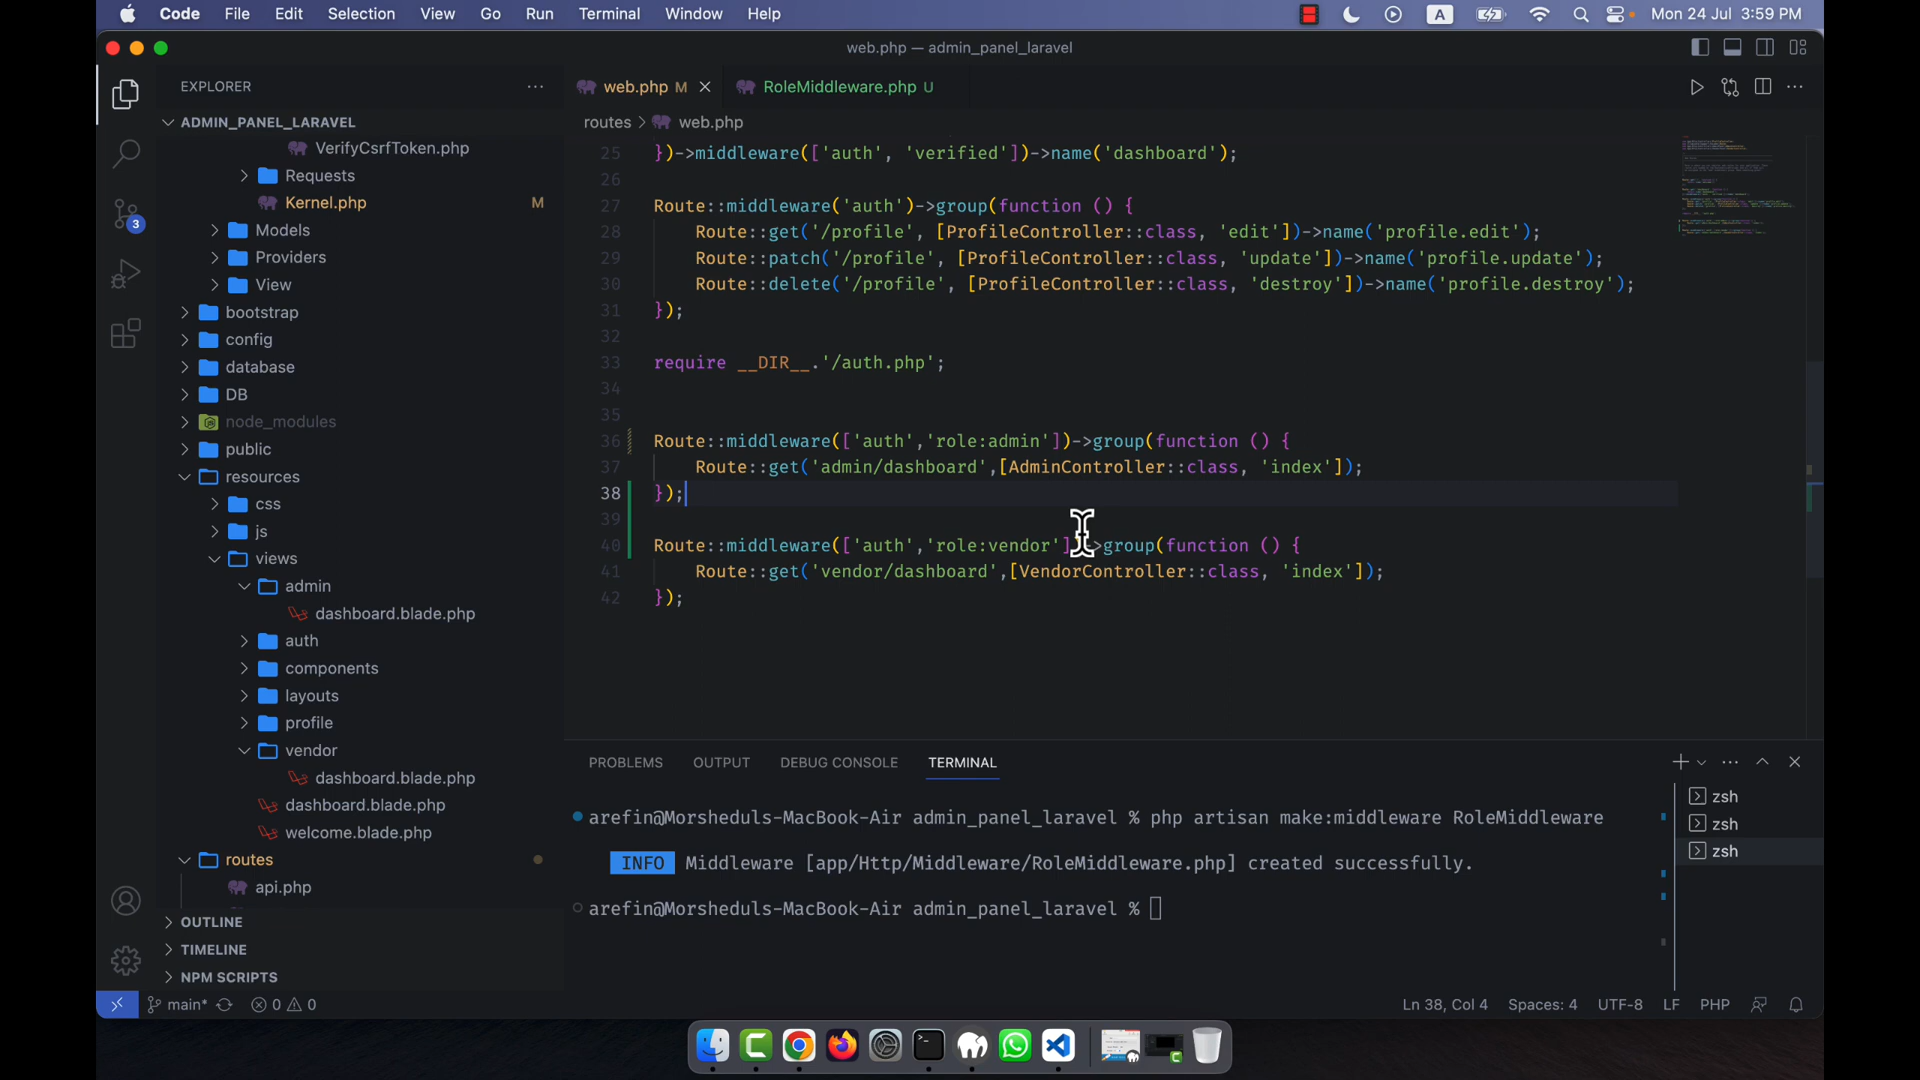 Code File Edit Selection View Go Run Terminal Window Help A Mon 24 Jul 3:59 PM
web.php — admin_panel_laravel
EXPLORER
web.php M
RoleMiddleware.php U
ADMIN_PANEL_LARAVEL
routes > web.php
VerifyCsrfToken.php
Requests
Kernel.php M
Models
Providers
View
bootstrap
config
database
DB
node_modules
public
resources
css
js
views
admin
dashboard.blade.php
auth
components
layouts
profile
vendor
dashboard.blade.php
dashboard.blade.php
welcome.blade.php
routes
api.php
OUTLINE
TIMELINE
NPM SCRIPTS
3
25 })->middleware(['auth', 'verified'])->name('dashboard');
26
27 Route::middleware('auth')->group(function () {
28 Route::get('/profile', [ProfileController::class, 'edit'])->name('profile.edit');
29 Route::patch('/profile', [ProfileController::class, 'update'])->name('profile.update');
30 Route::delete('/profile', [ProfileController::class, 'destroy'])->name('profile.destroy');
31 });
32
33 require __DIR__.'/auth.php';
34
35
36 Route::middleware(['auth','role:admin'])->group(function () {
37 Route::get('admin/dashboard',[AdminController::class, 'index']);
38 });
39
40 Route::middleware(['auth','role:vendor'])->group(function () {
41 Route::get('vendor/dashboard',[VendorController::class, 'index']);
42 });
PROBLEMS OUTPUT DEBUG CONSOLE TERMINAL
arefin@Morsheduls-MacBook-Air admin_panel_laravel % php artisan make:middleware RoleMiddleware
INFO Middleware [app/Http/Middleware/RoleMiddleware.php] created successfully.
arefin@Morsheduls-MacBook-Air admin_panel_laravel %
zsh
zsh
zsh
main* 0 0 Ln 38, Col 4 Spaces: 4 UTF-8 LF PHP